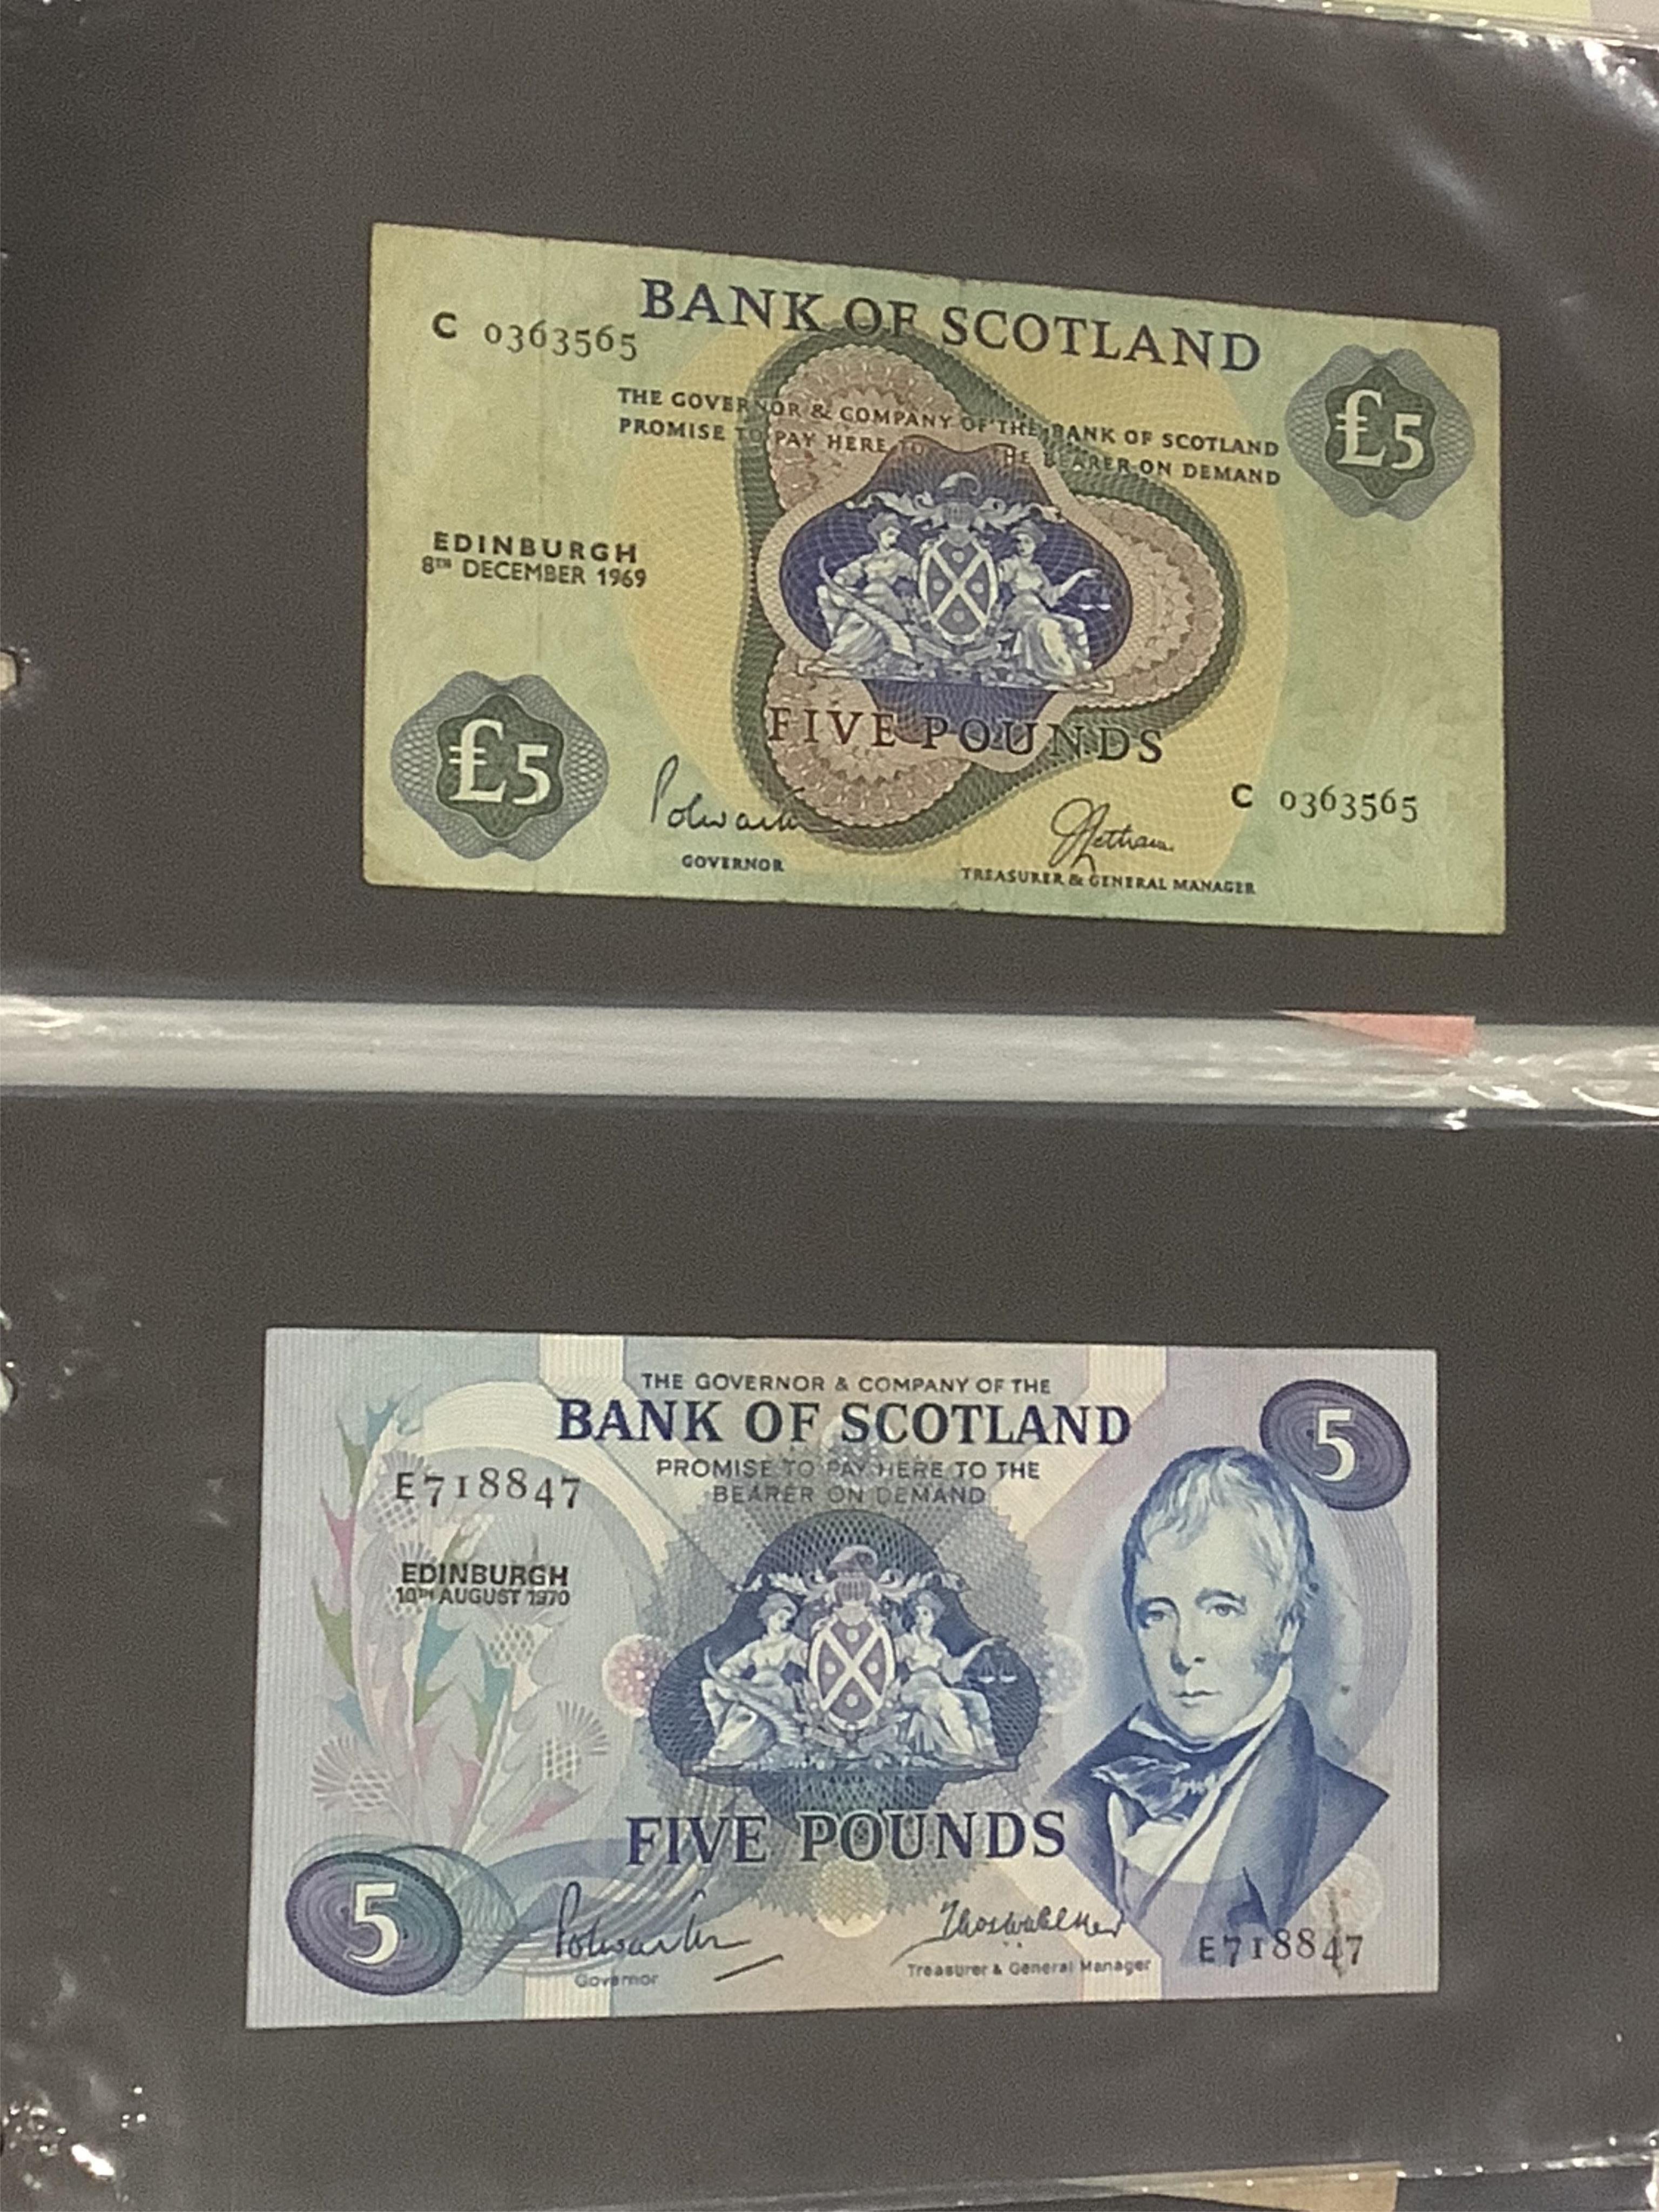 BANK OF SCOTLAND
C 0363565
£5
THE GOVERNOR & COMPANY OF THE BANK OF SCOTLAND
PROMISE TO PAY HERE TO THE BEARER ON DEMAND
EDINBURGH
8TH DECEMBER 1969
FIVE POUNDS
£5
Polwarth
GOVERNOR
TREASURER & GENERAL MANAGER
C 0363565
THE GOVERNOR & COMPANY OF THE
BANK OF SCOTLAND
5
PROMISE TO PAY HERE TO THE
BEARER ON DEMAND
E718847
EDINBURGH
10TH AUGUST 1970
FIVE POUNDS
5
Polwarth
Governor
Treasurer & General Manager
E718847